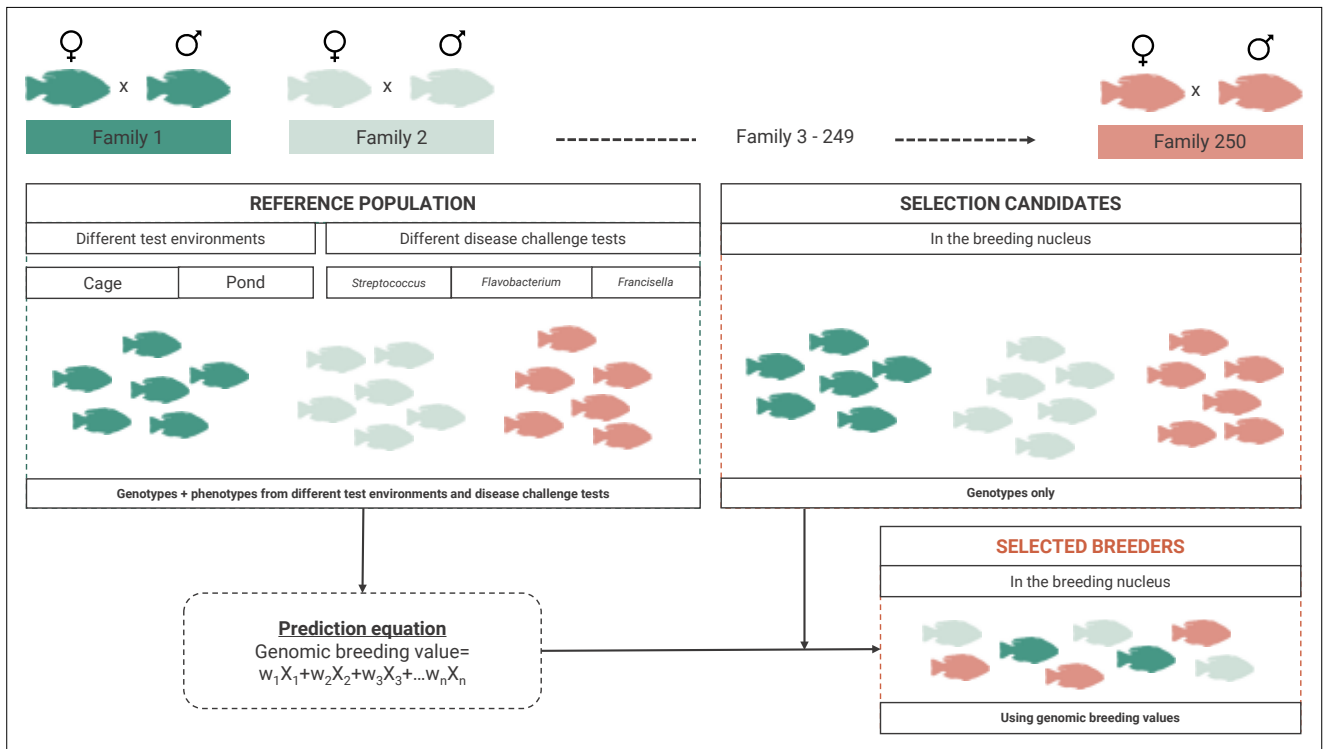 ♀ ♂ ♀ ♂ ♀ ♂
x x x
Family 1
Family 2
Family 3 - 249
Family 250
REFERENCE POPULATION
Different test environments
Different disease challenge tests
Cage
Pond
Streptococcus
Flavobacterium
Francisella
Genotypes + phenotypes from different test environments and disease challenge tests
SELECTION CANDIDATES
In the breeding nucleus
Genotypes only
Prediction equation
Genomic breeding value=
w₁X₁+w₂X₂+w₃X₃+...wₙXₙ
SELECTED BREEDERS
In the breeding nucleus
Using genomic breeding values